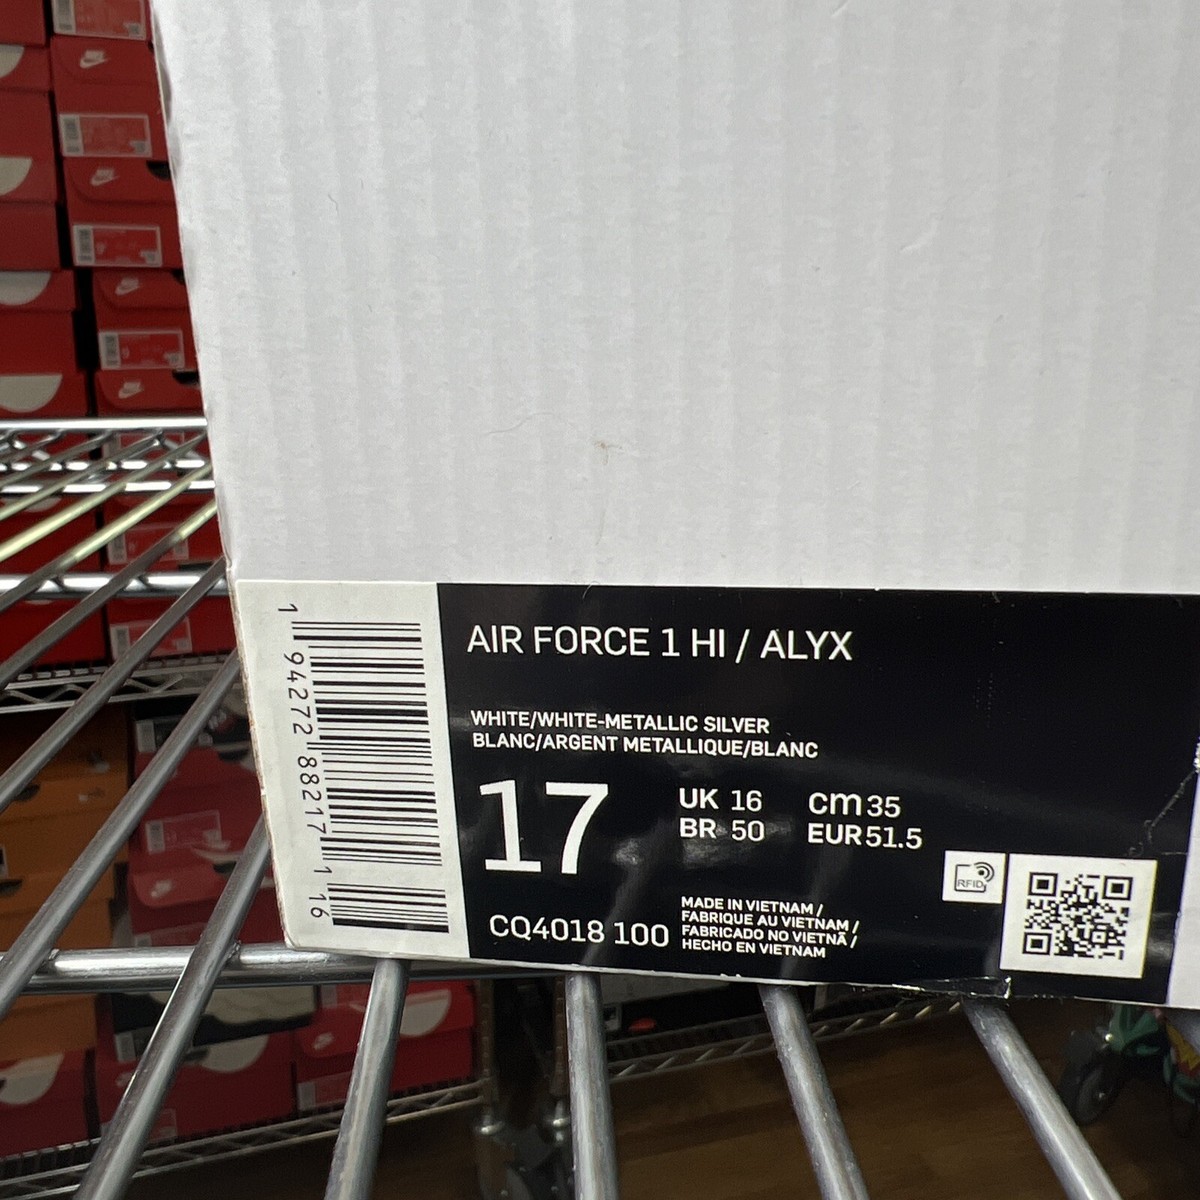 AIR FORCE 1 HI / ALYX
WHITE/WHITE-METALLIC SILVER
BLANC/ARGENT METALLIQUE/BLANC
17
UK 16
cm 35
BR 50
EUR 51.5
CQ4018 100
MADE IN VIETNAM /
FABRIQUE AU VIETNAM /
FABRICADO NO VIETNÃ /
HECHO EN VIETNAM
RFID
1 94272 88217 1 16